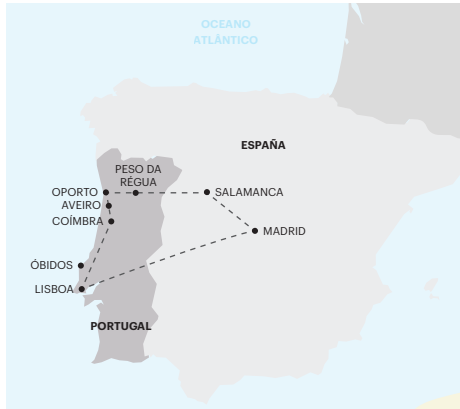 OCEANO
ATLÁNTICO
ESPAÑA
PESO DA
RÉGUA
OPORTO
SALAMANCA
AVEIRO
COÍMBRA
MADRID
ÓBIDOS
LISBOA
PORTUGAL